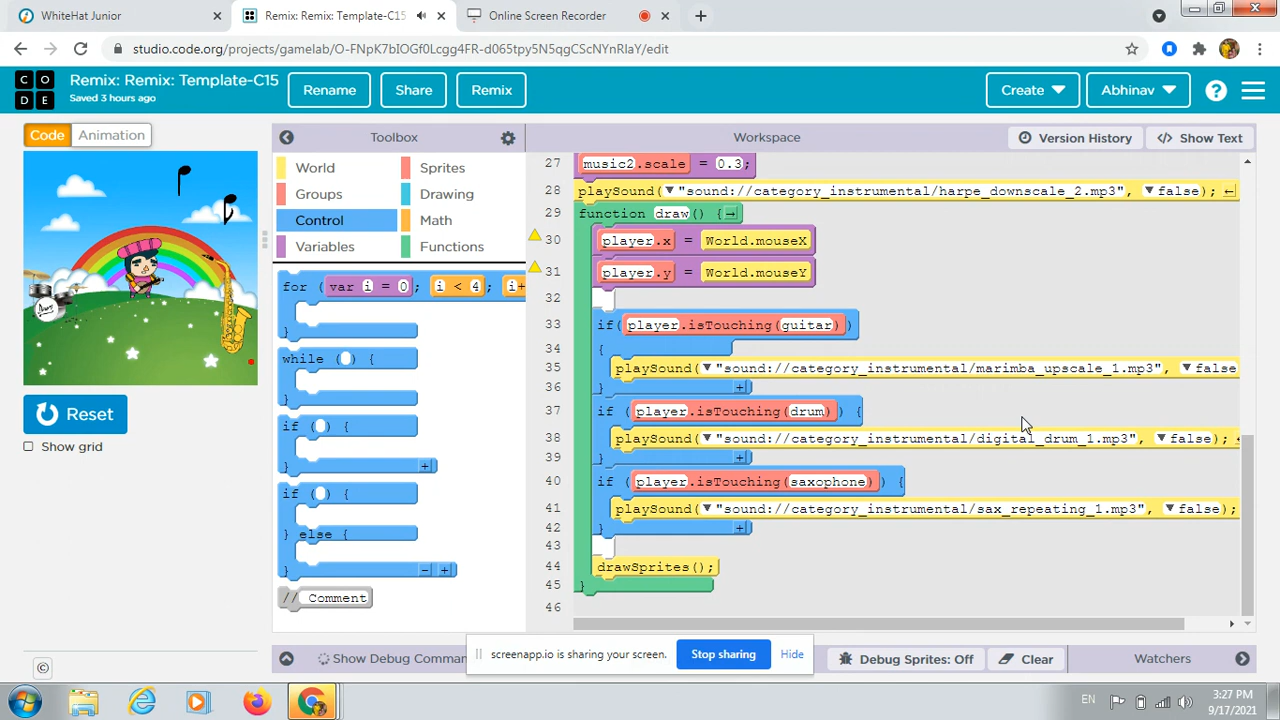 WhiteHat Junior
Remix: Remix: Template-C15
Online Screen Recorder
studio.code.org/projects/gamelab/O-FNpK7bIOGf0Lcgg4FR-d065tpy5N5qgCScNYnRlaY/edit
C O
D E
Remix: Remix: Template-C15
Saved 3 hours ago
Rename
Share
Remix
Create
Abhinav
?
Code
Animation
Toolbox
Workspace
Version History
</> Show Text
World
Sprites
Groups
Drawing
Control
Math
Variables
Functions
for ( var i = 0; i < 4; i+
}
while ( ) {
}
if ( ) {
}
if ( ) {
} else {
}
// Comment
27 music2.scale = 0.3;
28 playSound( "sound://category_instrumental/harpe_downscale_2.mp3", false);
29 function draw() {
30 player.x = World.mouseX
31 player.y = World.mouseY
32
33 if( player.isTouching( guitar) )
34 {
35 playSound( "sound://category_instrumental/marimba_upscale_1.mp3", false
36 }
37 if ( player.isTouching( drum) ) {
38 playSound( "sound://category_instrumental/digital_drum_1.mp3", false);
39 }
40 if ( player.isTouching( saxophone) ) {
41 playSound( "sound://category_instrumental/sax_repeating_1.mp3", false);
42 }
43
44 drawSprites();
45 }
46
Reset
Show grid
©
Show Debug Comman
screenapp.io is sharing your screen.
Stop sharing
Hide
Debug Sprites: Off
Clear
Watchers
EN
3:27 PM
9/17/2021